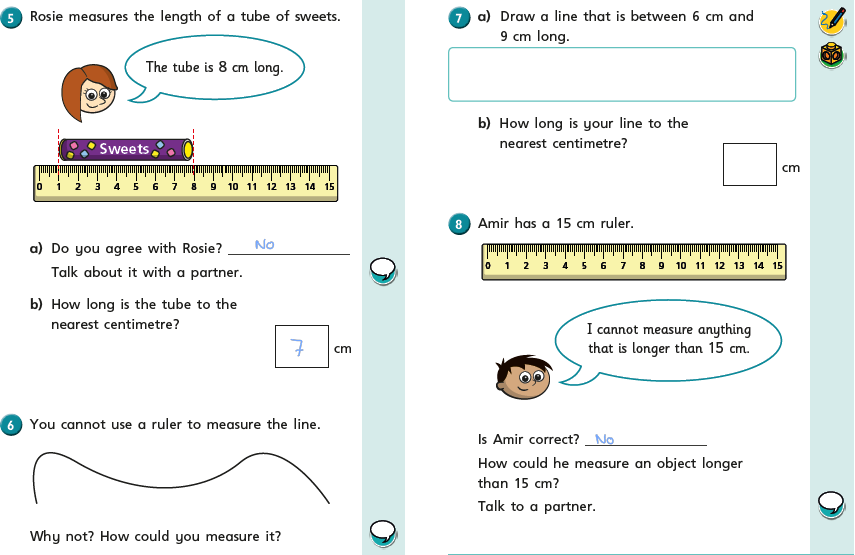 5 Rosie measures the length of a tube of sweets.
The tube is 8 cm long.
Sweets
0 1 2 3 4 5 6 7 8 9 10 11 12 13 14 15
a) Do you agree with Rosie? No
Talk about it with a partner.
b) How long is the tube to the
nearest centimetre?
7 cm
6 You cannot use a ruler to measure the line.
Why not? How could you measure it?
7 a) Draw a line that is between 6 cm and
9 cm long.
b) How long is your line to the
nearest centimetre?
cm
8 Amir has a 15 cm ruler.
0 1 2 3 4 5 6 7 8 9 10 11 12 13 14 15
I cannot measure anything
that is longer than 15 cm.
Is Amir correct? No
How could he measure an object longer
than 15 cm?
Talk to a partner.